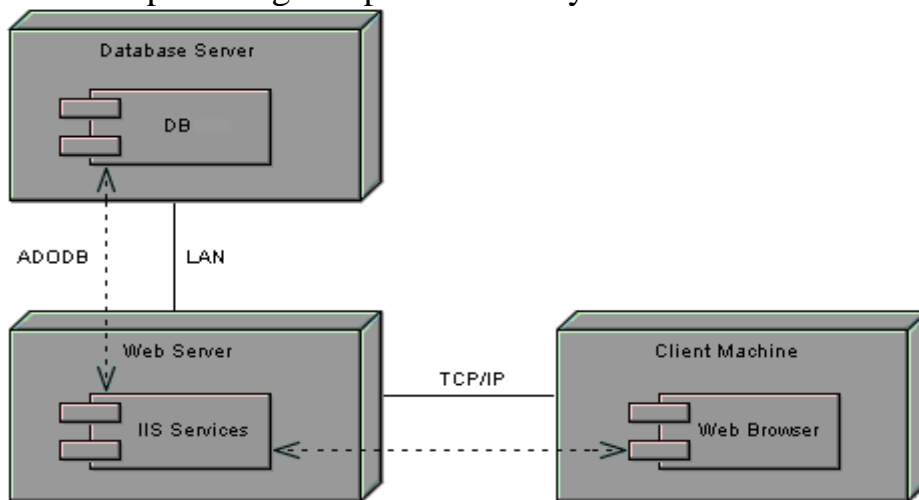 Database Server
DB
ADODB
LAN
Web Server
Client Machine
TCP/IP
IIS Services
Web Browser